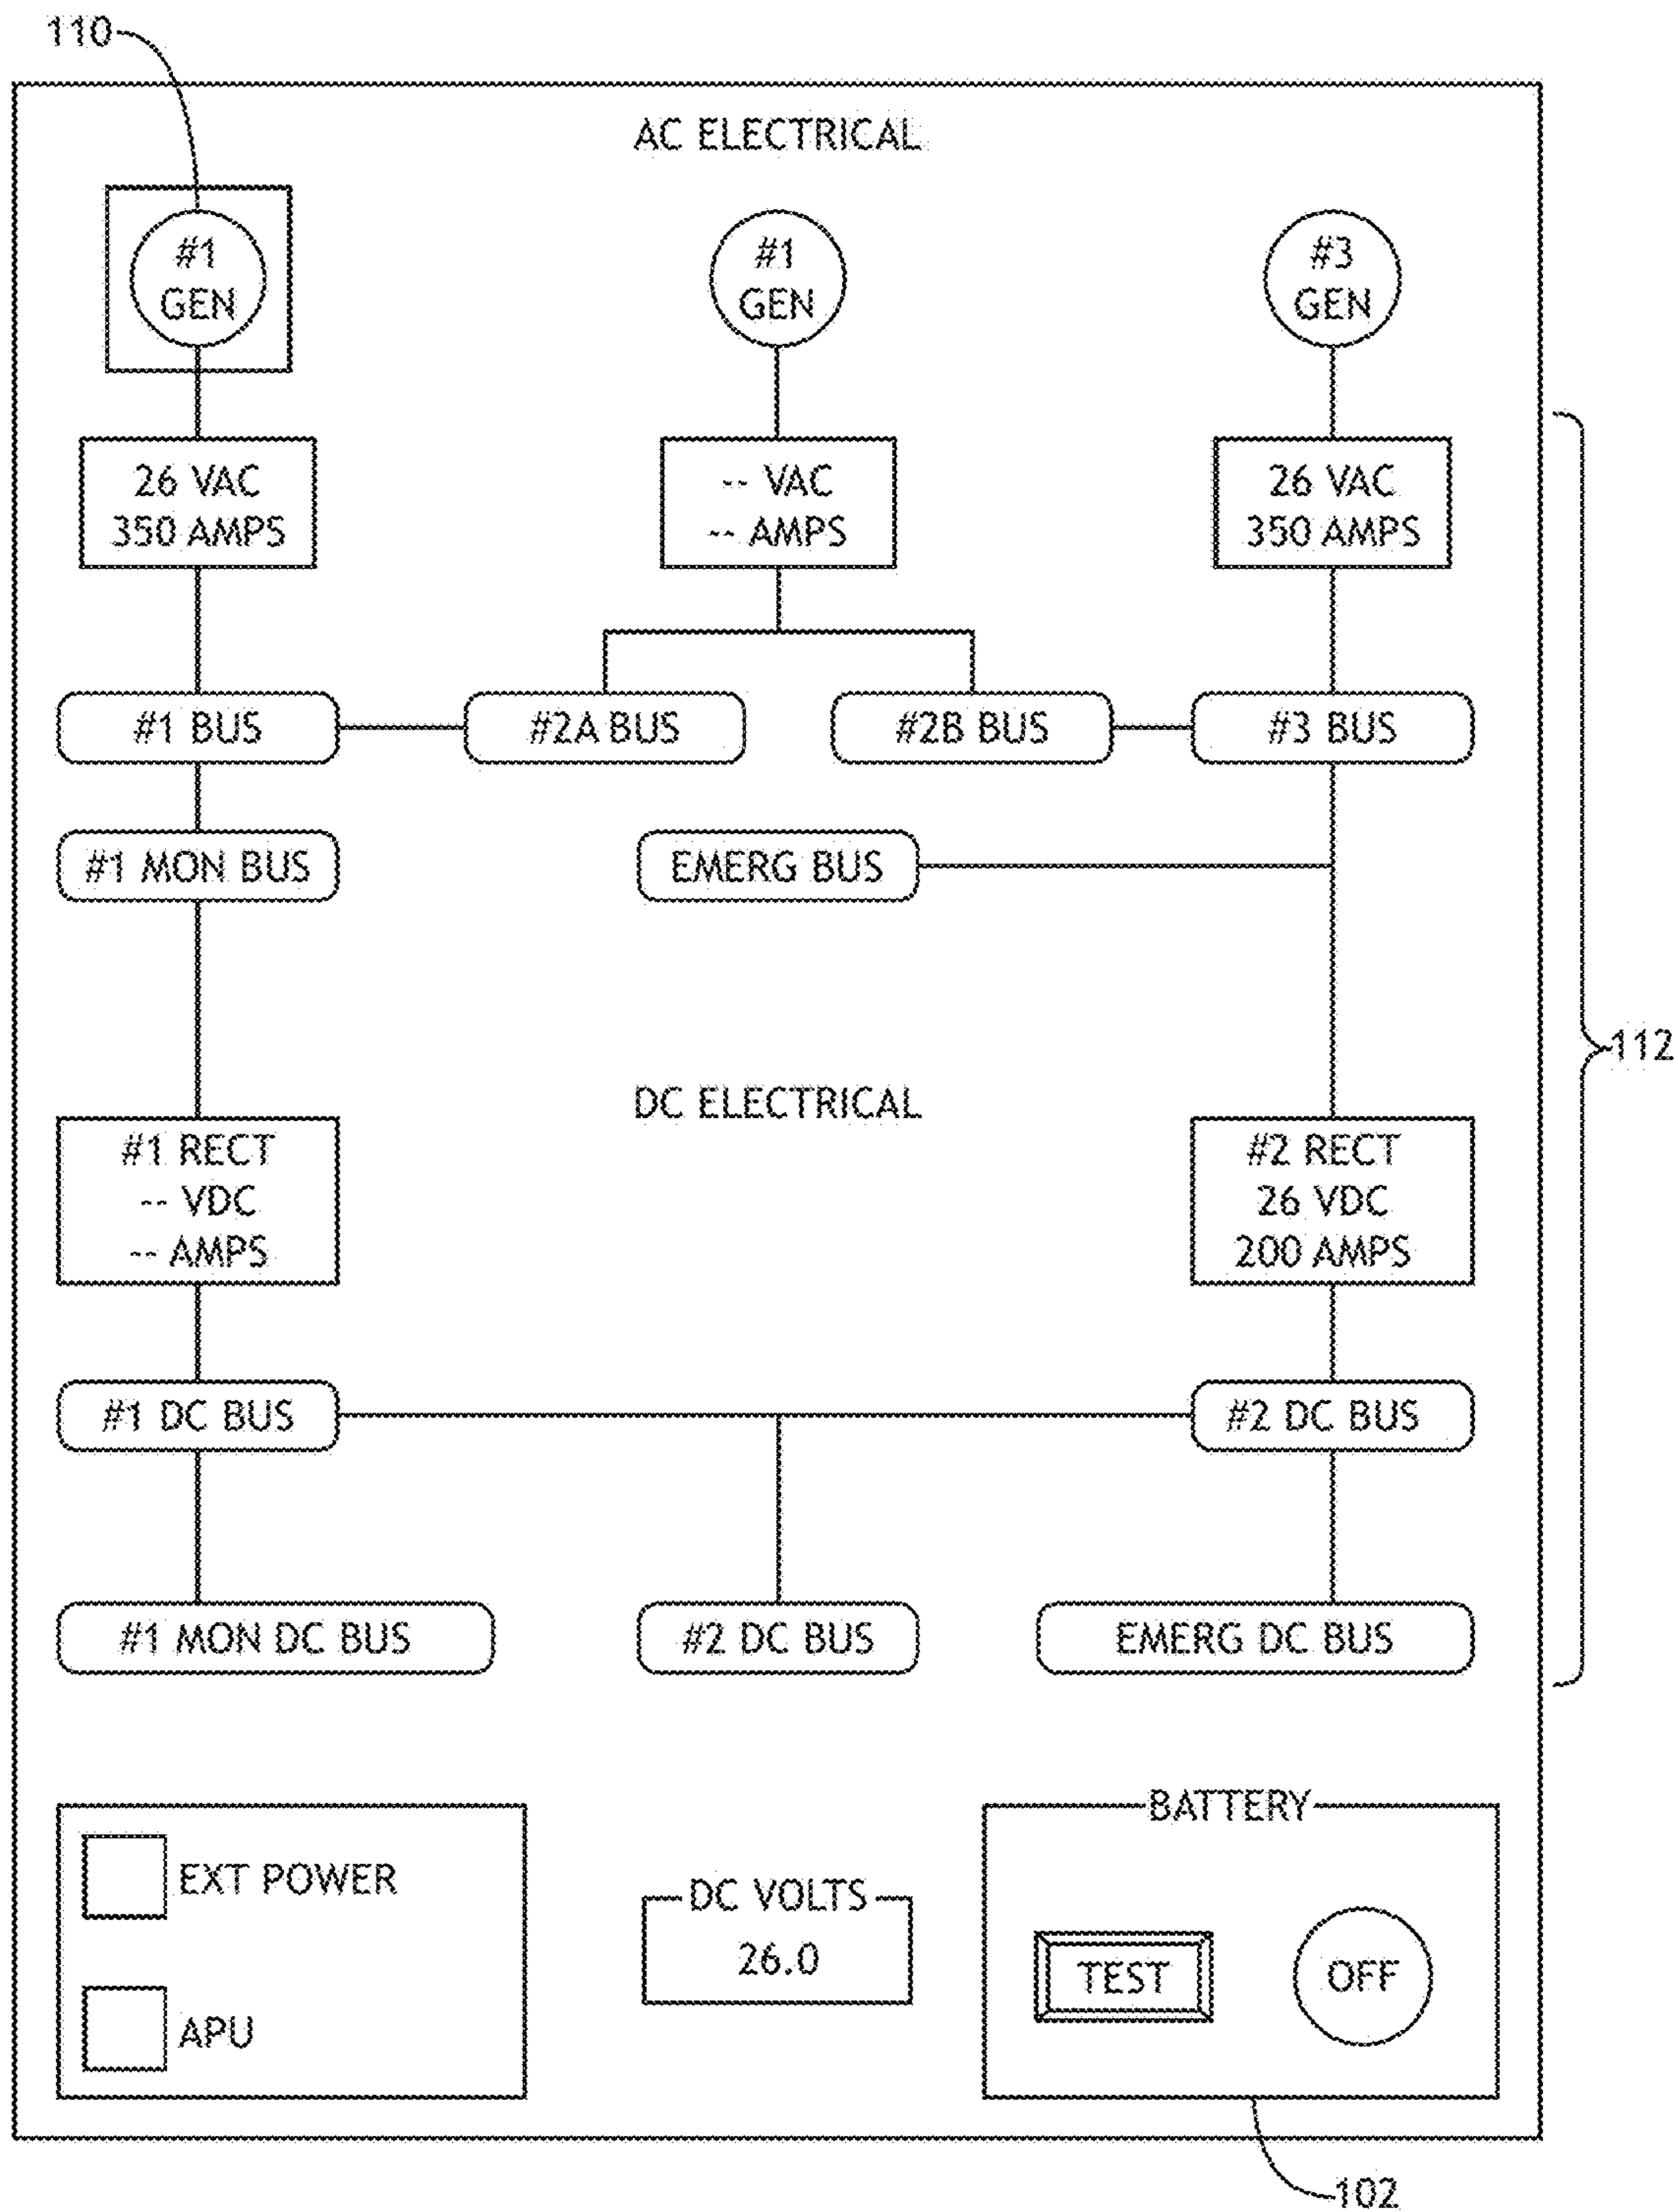 110
AC ELECTRICAL
#1
GEN
#1
GEN
#3
GEN
26 VAC
350 AMPS
-- VAC
-- AMPS
26 VAC
350 AMPS
#1 BUS
#2A BUS
#2B BUS
#3 BUS
#1 MON BUS
EMERG BUS
112
DC ELECTRICAL
#1 RECT
-- VDC
-- AMPS
#2 RECT
26 VDC
200 AMPS
#1 DC BUS
#2 DC BUS
#1 MON DC BUS
#2 DC BUS
EMERG DC BUS
EXT POWER
APU
DC VOLTS
26.0
BATTERY
TEST
OFF
102